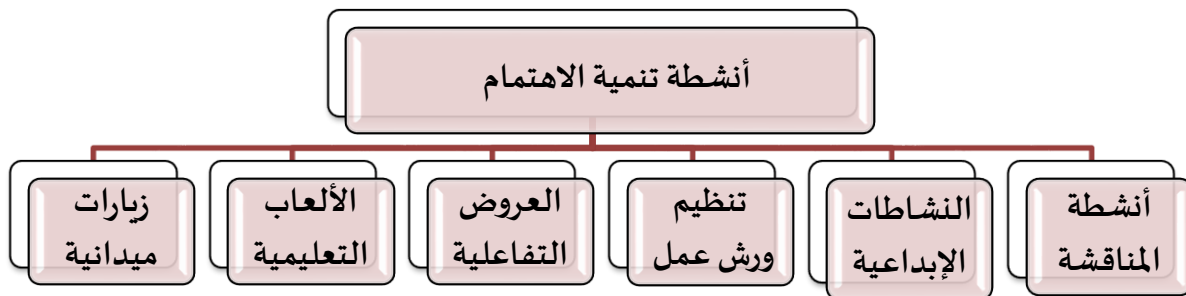 أنشطة تنمية الاهتمام
أنشطة
المناقشة
النشاطات
الإبداعية
تنظيم
ورش عمل
العروض
التفاعلية
الألعاب
التعليمية
زيارات
ميدانية